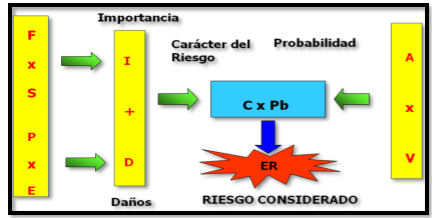 Importancia
F
x
S
P
x
E
I
+
D
Daños
Carácter del
Riesgo
Probabilidad
C x Pb
ER
RIESGO CONSIDERADO
A
x
V